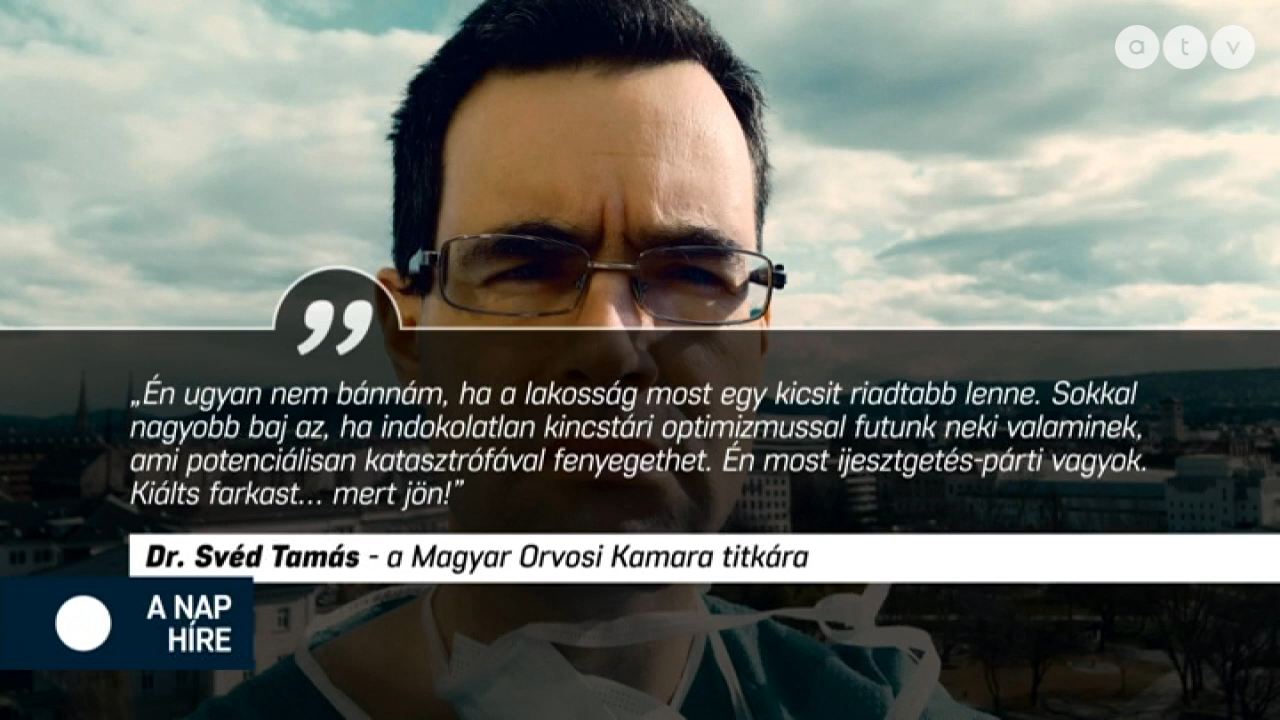 atv
„Én ugyan nem bánnám, ha a lakosság most egy kicsit riadtabb lenne. Sokkal
nagyobb baj az, ha indokolatlan kincstári optimizmussal futunk neki valaminek,
ami potenciálisan katasztrófával fenyegethet. Én most ijesztgetés-párti vagyok.
Kiálts farkast... mert jön!”
Dr. Svéd Tamás - a Magyar Orvosi Kamara titkára
A NAP
HÍRE